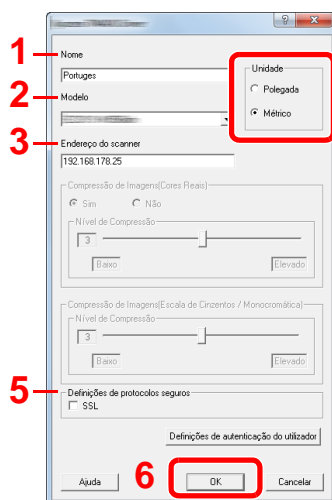 1
Nome
Portuges
Unidade
Polegada
Métrico
2
Modelo
3
Endereço do scanner
192.168.178.25
Compressão de Imagens(Cores Reais)
Sim Não
Nível de Compressão
3
Baixo Elevado
Compressão de Imagens(Escala de Cinzentos / Monocromática)
Nível de Compressão
3
Baixo Elevado
5
Definições de protocolos seguros
SSL
Definições de autenticação do utilizador
6
Ajuda OK Cancelar